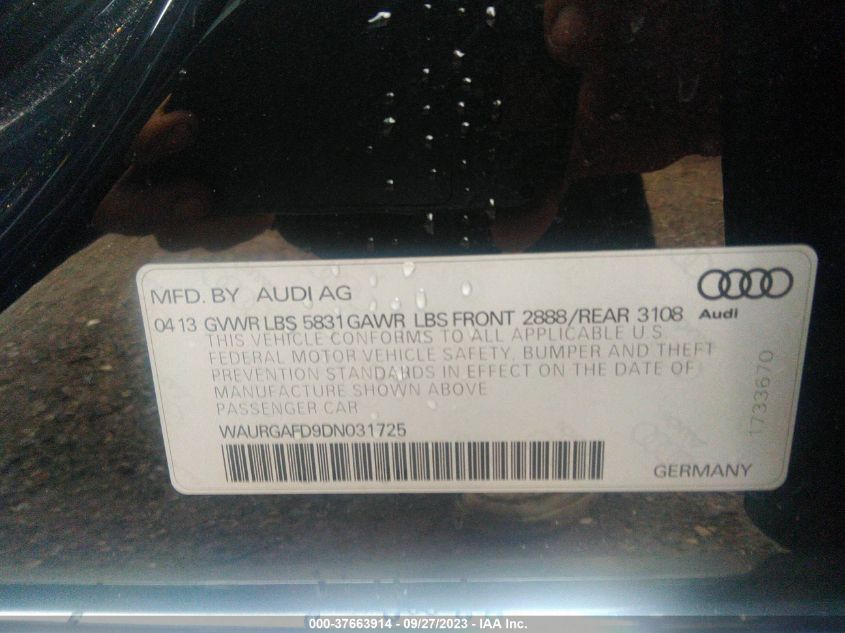 MFD. BY AUDI AG
04 13 GVWR LBS 5831 GAWR LBS FRONT 2888/REAR 3108
Audi
THIS VEHICLE CONFORMS TO ALL APPLICABLE U.S
FEDERAL MOTOR VEHICLE SAFETY, BUMPER AND THEFT
PREVENTION STANDARDS IN EFFECT ON THE DATE OF
MANUFACTURE SHOWN ABOVE
PASSENGER CAR
WAURGAFD9DN031725
1733670
GERMANY
000-37663914 - 09/27/2023 - IAA Inc.